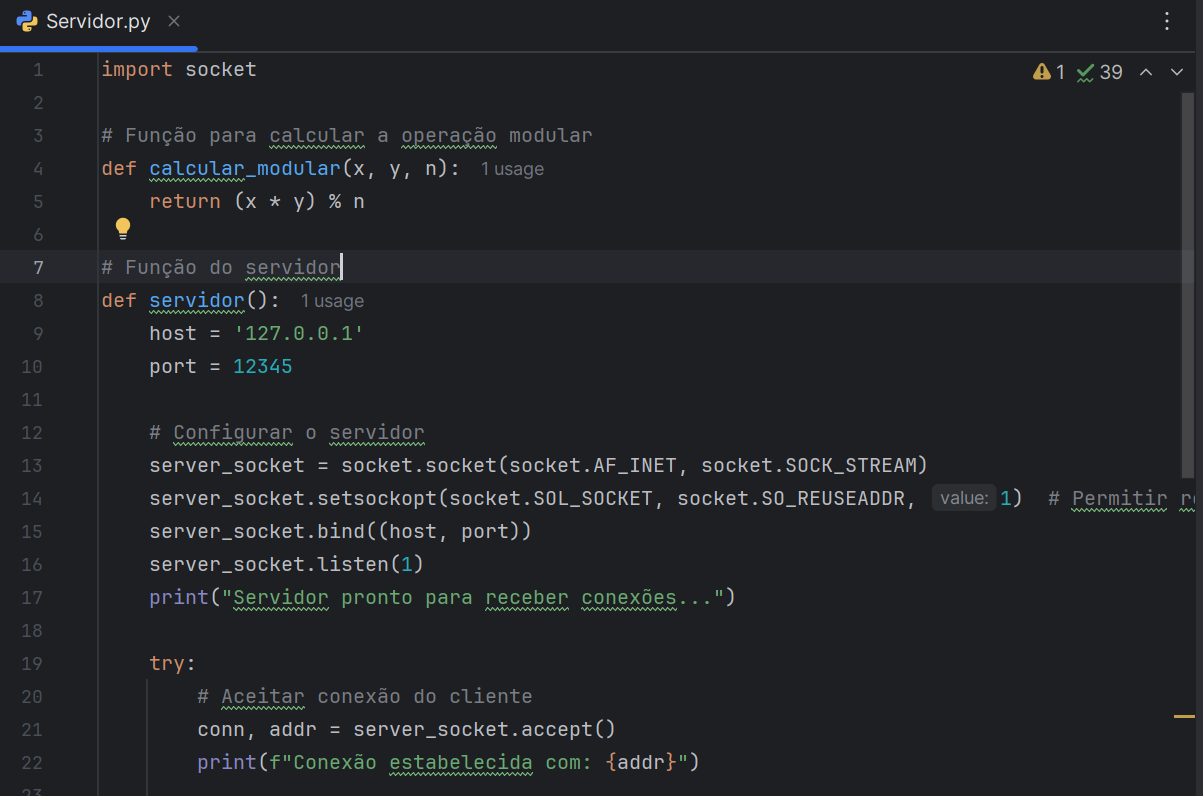 Servidor.py
1 import socket
1 39
2
3 # Função para calcular a operação modular
4 def calcular_modular(x, y, n): 1 usage
5 return (x * y) % n
6
7 # Função do servidor
8 def servidor(): 1 usage
9 host = '127.0.0.1'
10 port = 12345
11
12 # Configurar o servidor
13 server_socket = socket.socket(socket.AF_INET, socket.SOCK_STREAM)
14 server_socket.setsockopt(socket.SOL_SOCKET, socket.SO_REUSEADDR, value: 1) # Permitir
15 server_socket.bind((host, port))
16 server_socket.listen(1)
17 print("Servidor pronto para receber conexões...")
18
19 try:
20 # Aceitar conexão do cliente
21 conn, addr = server_socket.accept()
22 print(f"Conexão estabelecida com: {addr}")
23